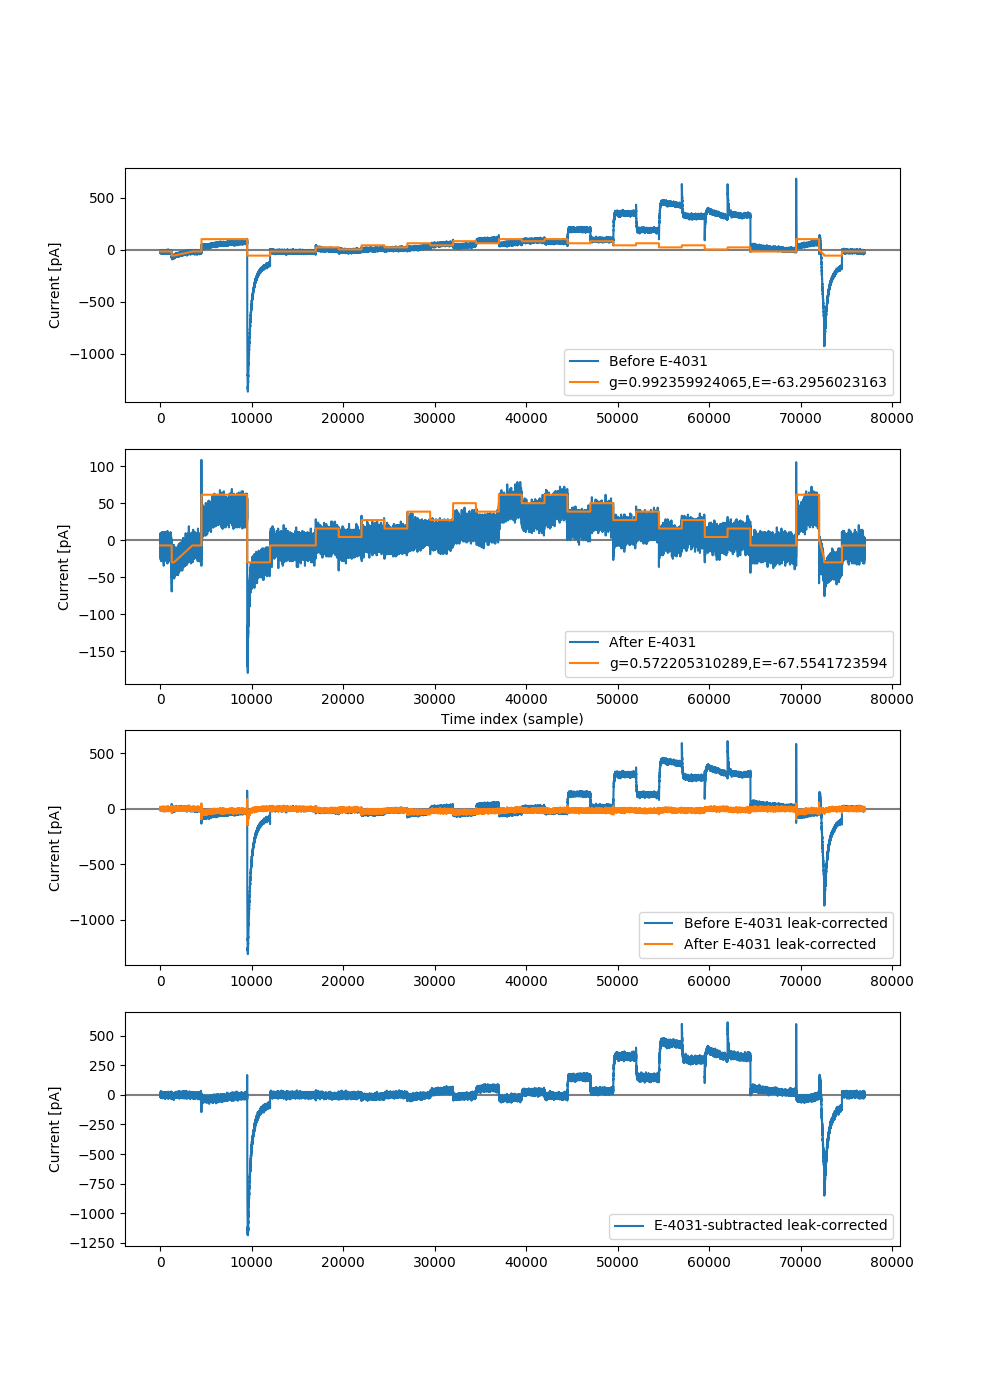 500
0
−500
−1000
Current [pA]
Before E-4031
g=0.992359924065,E=-63.2956023163
0 10000 20000 30000 40000 50000 60000 70000 80000
100
50
0
−50
−100
−150
Current [pA]
After E-4031
g=0.572205310289,E=-67.5541723594
0 10000 20000 30000 40000 50000 60000 70000 80000
Time index (sample)
500
0
−500
−1000
Current [pA]
Before E-4031 leak-corrected
After E-4031 leak-corrected
0 10000 20000 30000 40000 50000 60000 70000 80000
500
250
0
−250
−500
−750
−1000
−1250
Current [pA]
E-4031-subtracted leak-corrected
0 10000 20000 30000 40000 50000 60000 70000 80000